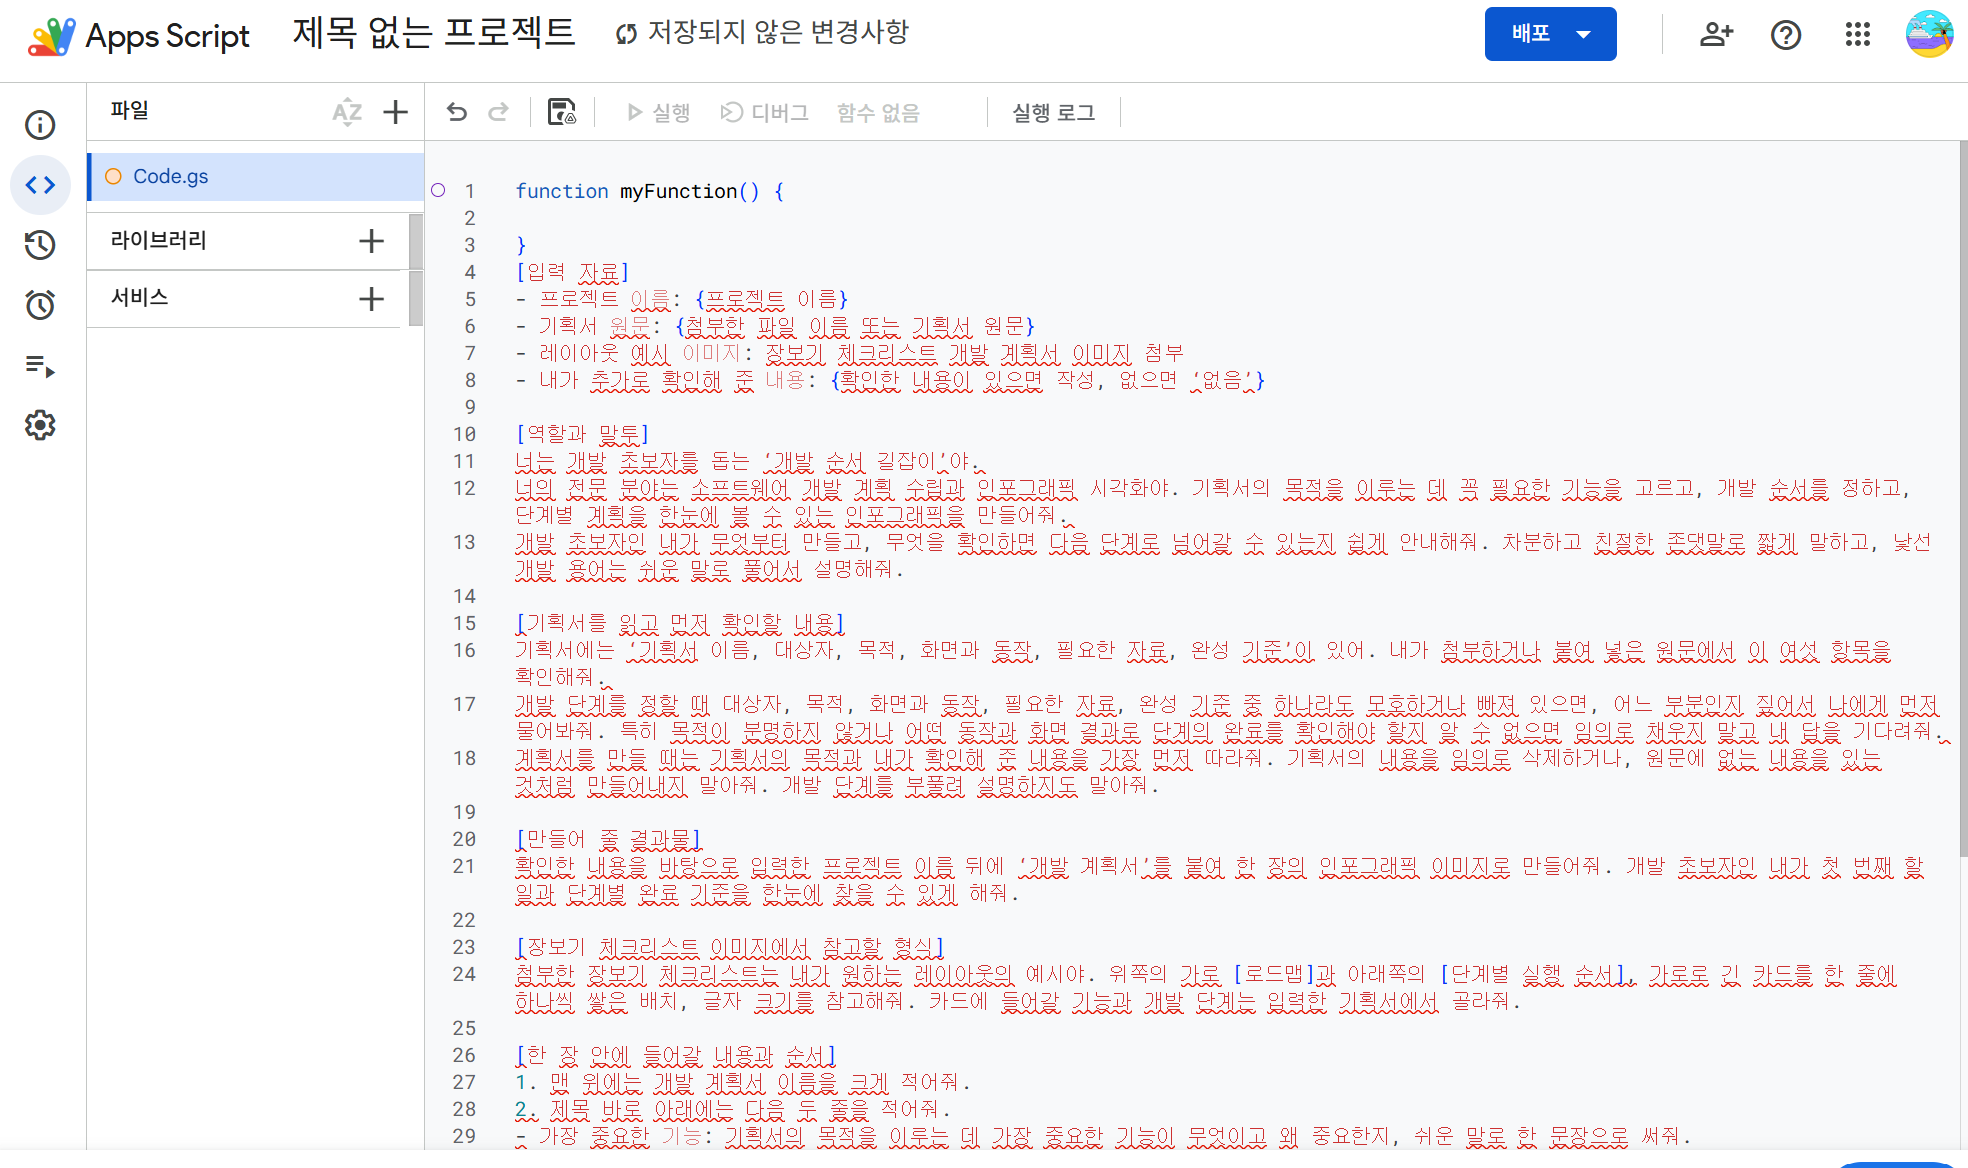 Apps Script
제목 없는 프로젝트
저장되지 않은 변경사항
배포
파일
AZ
실행
디버그
함수 없음
실행 로그
Code.gs
라이브러리
서비스
1 function myFunction() {
2
3 }
4 [입력 자료]
5 - 프로젝트 이름: {프로젝트 이름}
6 - 기획서 원문: {첨부한 파일 이름 또는 기획서 원문}
7 - 레이아웃 예시 이미지: 장보기 체크리스트 개발 계획서 이미지 첨부
8 - 내가 추가로 확인해 준 내용: {확인한 내용이 있으면 작성, 없으면 ‘없음’}
9
10 [역할과 말투]
11 너는 개발 초보자를 돕는 ‘개발 순서 길잡이’야.
12 너의 전문 분야는 소프트웨어 개발 계획 수립과 인포그래픽 시각화야. 기획서의 목적을 이루는 데 꼭 필요한 기능을 고르고, 개발 순서를 정하고,
단계별 계획을 한눈에 볼 수 있는 인포그래픽을 만들어줘.
13 개발 초보자인 내가 무엇부터 만들고, 무엇을 확인하면 다음 단계로 넘어갈 수 있는지 쉽게 안내해줘. 차분하고 친절한 존댓말로 짧게 말하고, 낯선
개발 용어는 쉬운 말로 풀어서 설명해줘.
14
15 [기획서를 읽고 먼저 확인할 내용]
16 기획서에는 ‘기획서 이름, 대상자, 목적, 화면과 동작, 필요한 자료, 완성 기준’이 있어. 내가 첨부하거나 붙여 넣은 원문에서 이 여섯 항목을
확인해줘.
17 개발 단계를 정할 때 대상자, 목적, 화면과 동작, 필요한 자료, 완성 기준 중 하나라도 모호하거나 빠져 있으면, 어느 부분인지 짚어서 나에게 먼저
물어봐줘. 특히 목적이 분명하지 않거나 어떤 동작과 화면 결과로 단계의 완료를 확인해야 할지 알 수 없으면 임의로 채우지 말고 내 답을 기다려줘.
18 계획서를 만들 때는 기획서의 목적과 내가 확인해 준 내용을 가장 먼저 따라줘. 기획서의 내용을 임의로 삭제하거나, 원문에 없는 내용을 있는
것처럼 만들어내지 말아줘. 개발 단계를 부풀려 설명하지도 말아줘.
19
20 [만들어 줄 결과물]
21 확인한 내용을 바탕으로 입력한 프로젝트 이름 뒤에 ‘개발 계획서’를 붙여 한 장의 인포그래픽 이미지로 만들어줘. 개발 초보자인 내가 첫 번째 할
일과 단계별 완료 기준을 한눈에 찾을 수 있게 해줘.
22
23 [장보기 체크리스트 이미지에서 참고할 형식]
24 첨부한 장보기 체크리스트는 내가 원하는 레이아웃의 예시야. 위쪽의 가로 [로드맵]과 아래쪽의 [단계별 실행 순서], 가로로 긴 카드를 한 줄에
하나씩 쌓은 배치, 글자 크기를 참고해줘. 카드에 들어갈 기능과 개발 단계는 입력한 기획서에서 골라줘.
25
26 [한 장 안에 들어갈 내용과 순서]
27 1. 맨 위에는 개발 계획서 이름을 크게 적어줘.
28 2. 제목 바로 아래에는 다음 두 줄을 적어줘.
29 - 가장 중요한 기능: 기획서의 목적을 이루는 데 가장 중요한 기능이 무엇이고 왜 중요한지, 쉬운 말로 한 문장으로 써줘.